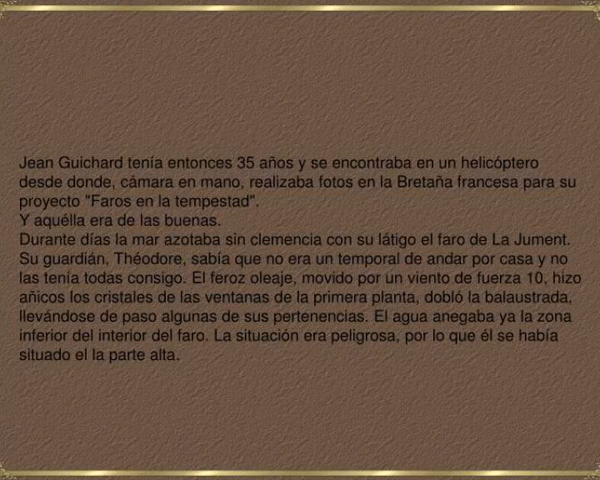 Jean Guichard tenía entonces 35 años y se encontraba en un helicóptero
desde donde, cámara en mano, realizaba fotos en la Bretaña francesa para su
proyecto "Faros en la tempestad".
Y aquélla era de las buenas.
Durante días la mar azotaba sin clemencia con su látigo el faro de La Jument.
Su guardián, Théodore, sabía que no era un temporal de andar por casa y no
las tenía todas consigo. El feroz oleaje, movido por un viento de fuerza 10, hizo
añicos los cristales de las ventanas de la primera planta, dobló la balaustrada,
llevándose de paso algunas de sus pertenencias. El agua anegaba ya la zona
inferior del interior del faro. La situación era peligrosa, por lo que él se había
situado el la parte alta.